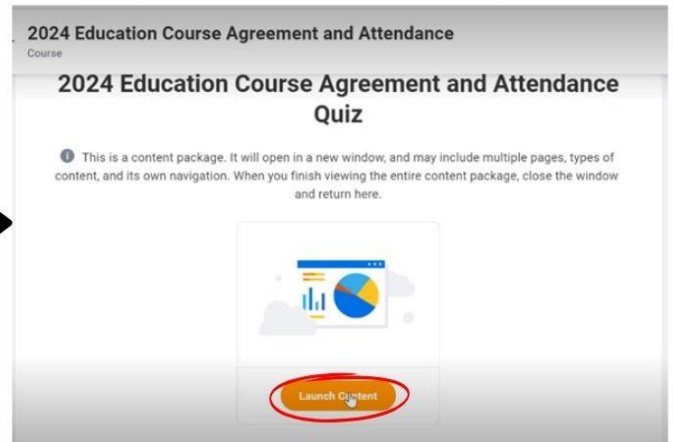 2024 Education Course Agreement and Attendance
Course
2024 Education Course Agreement and Attendance
Quiz
This is a content package. It will open in a new window, and may include multiple pages, types of
content, and its own navigation. When you finish viewing the entire content package, close the window
and return here.
Launch Content